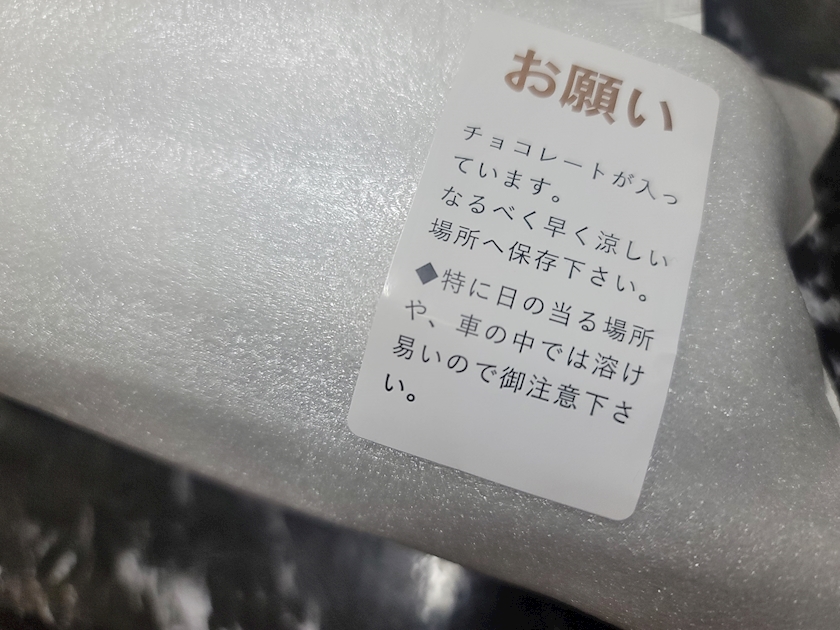 お願い
チョコレートが入っ
ています。
なるべく早く涼しい
場所へ保存下さい。
◆特に日の当る場所
や、車の中では溶け
易いので御注意下さ
い。